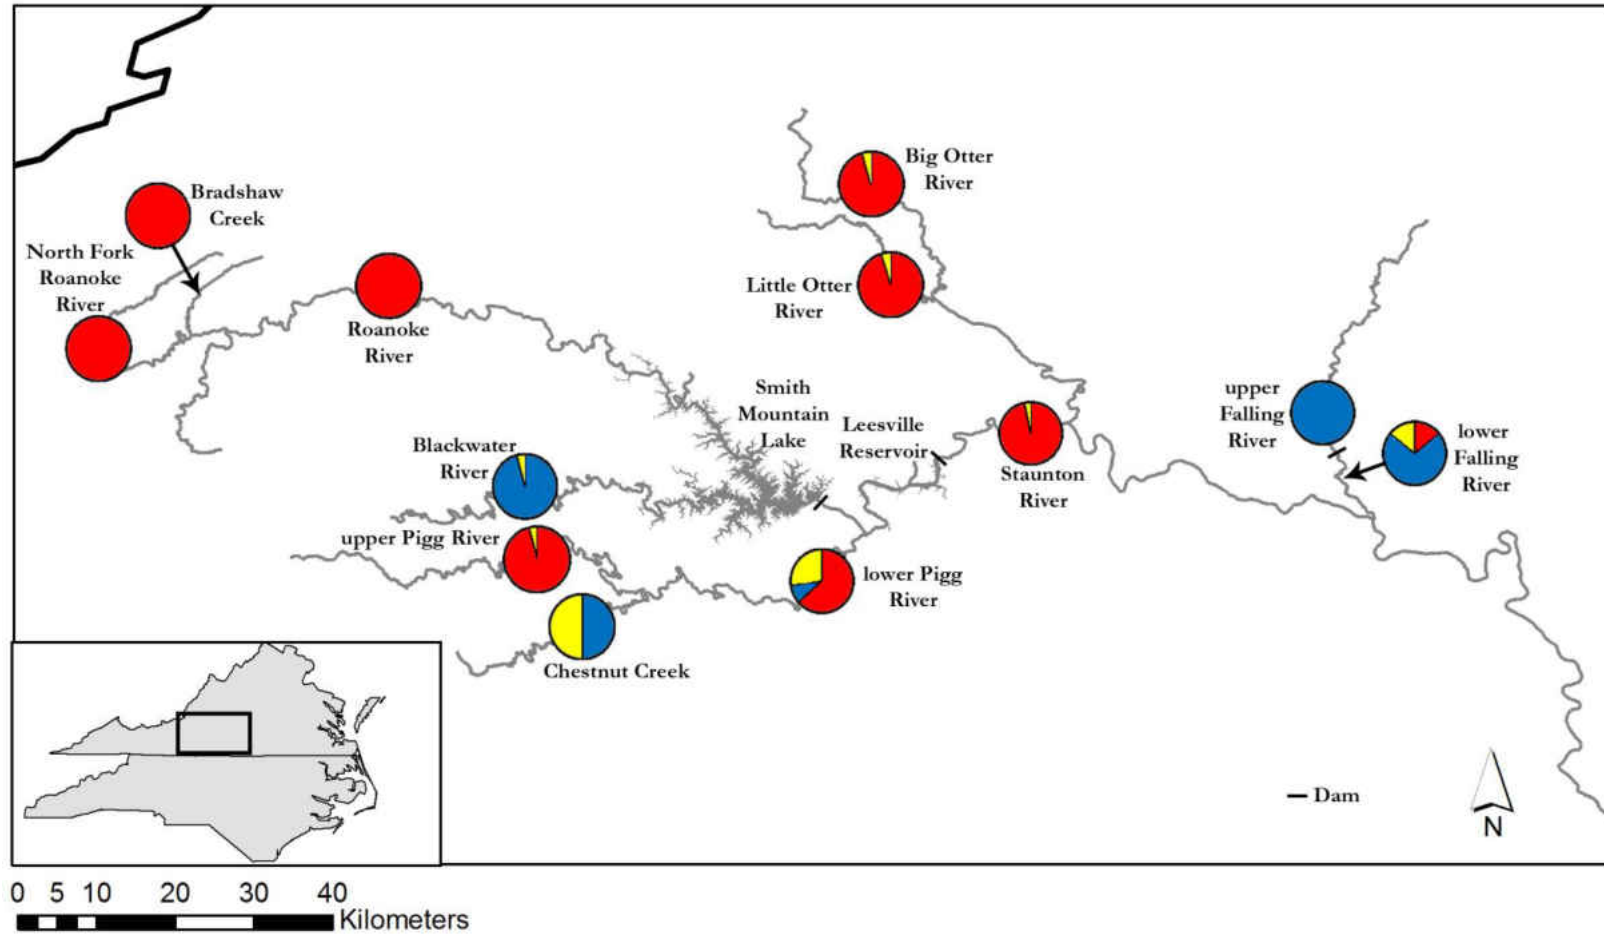 Big Otter
River
Bradshaw
Creek
North Fork
Roanoke
River
Little Otter
River
Roanoke
River
Smith
Mountain
Lake
upper
Falling
River
Leesville
Reservoir
lower
Falling
River
Blackwater
River
Staunton
River
upper Pigg River
lower Pigg
River
Chestnut Creek
Dam
N
0 5 10 20 30 40
Kilometers